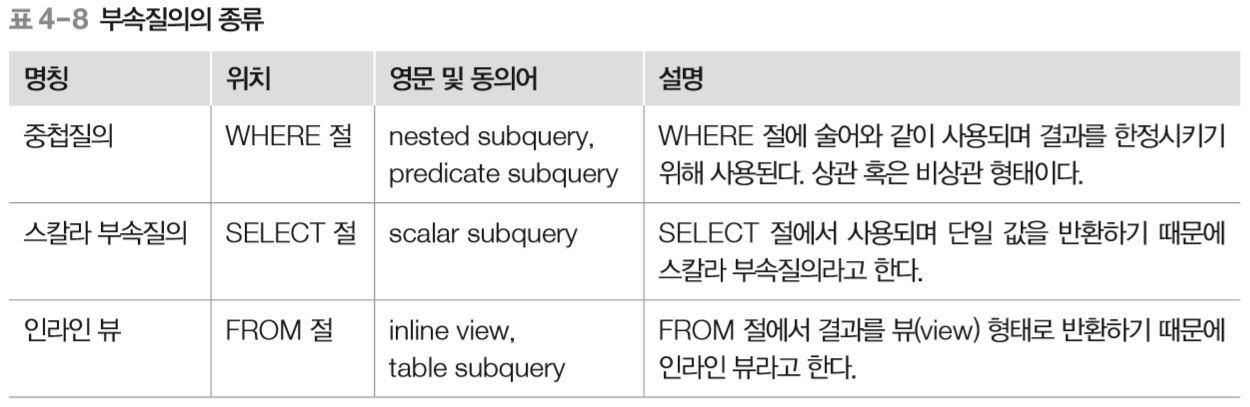 표 4-8 부속질의의 종류
명칭 위치 영문 및 동의어 설명
중첩질의 WHERE 절 nested subquery, WHERE 절에 술어와 같이 사용되며 결과를 한정시키기
predicate subquery 위해 사용된다. 상관 혹은 비상관 형태이다.
스칼라 부속질의 SELECT 절 scalar subquery SELECT 절에서 사용되며 단일 값을 반환하기 때문에
스칼라 부속질의라고 한다.
인라인 뷰 FROM 절 inline view, FROM 절에서 결과를 뷰(view) 형태로 반환하기 때문에
table subquery 인라인 뷰라고 한다.